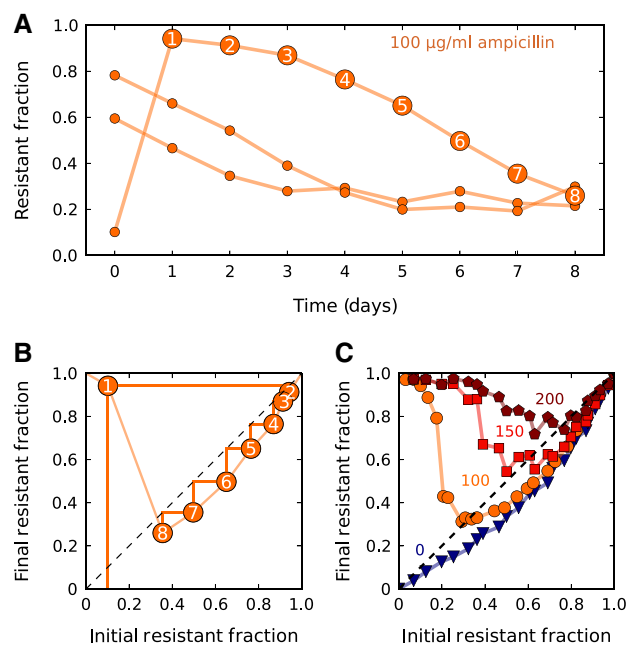 A
1.0
0.8
0.6
0.4
0.2
0.0
Resistant fraction
100 µg/ml ampicillin
1 2 3 4 5 6 7 8
0 1 2 3 4 5 6 7 8
Time (days)
B
1.0
0.8
0.6
0.4
0.2
0
Final resistant fraction
1 2 3 4 5 6 7 8
0 0.2 0.4 0.6 0.8 1.0
Initial resistant fraction
C
1.0
0.8
0.6
0.4
0.2
0
Final resistant fraction
200
150
100
0
0 0.2 0.4 0.6 0.8 1.0
Initial resistant fraction